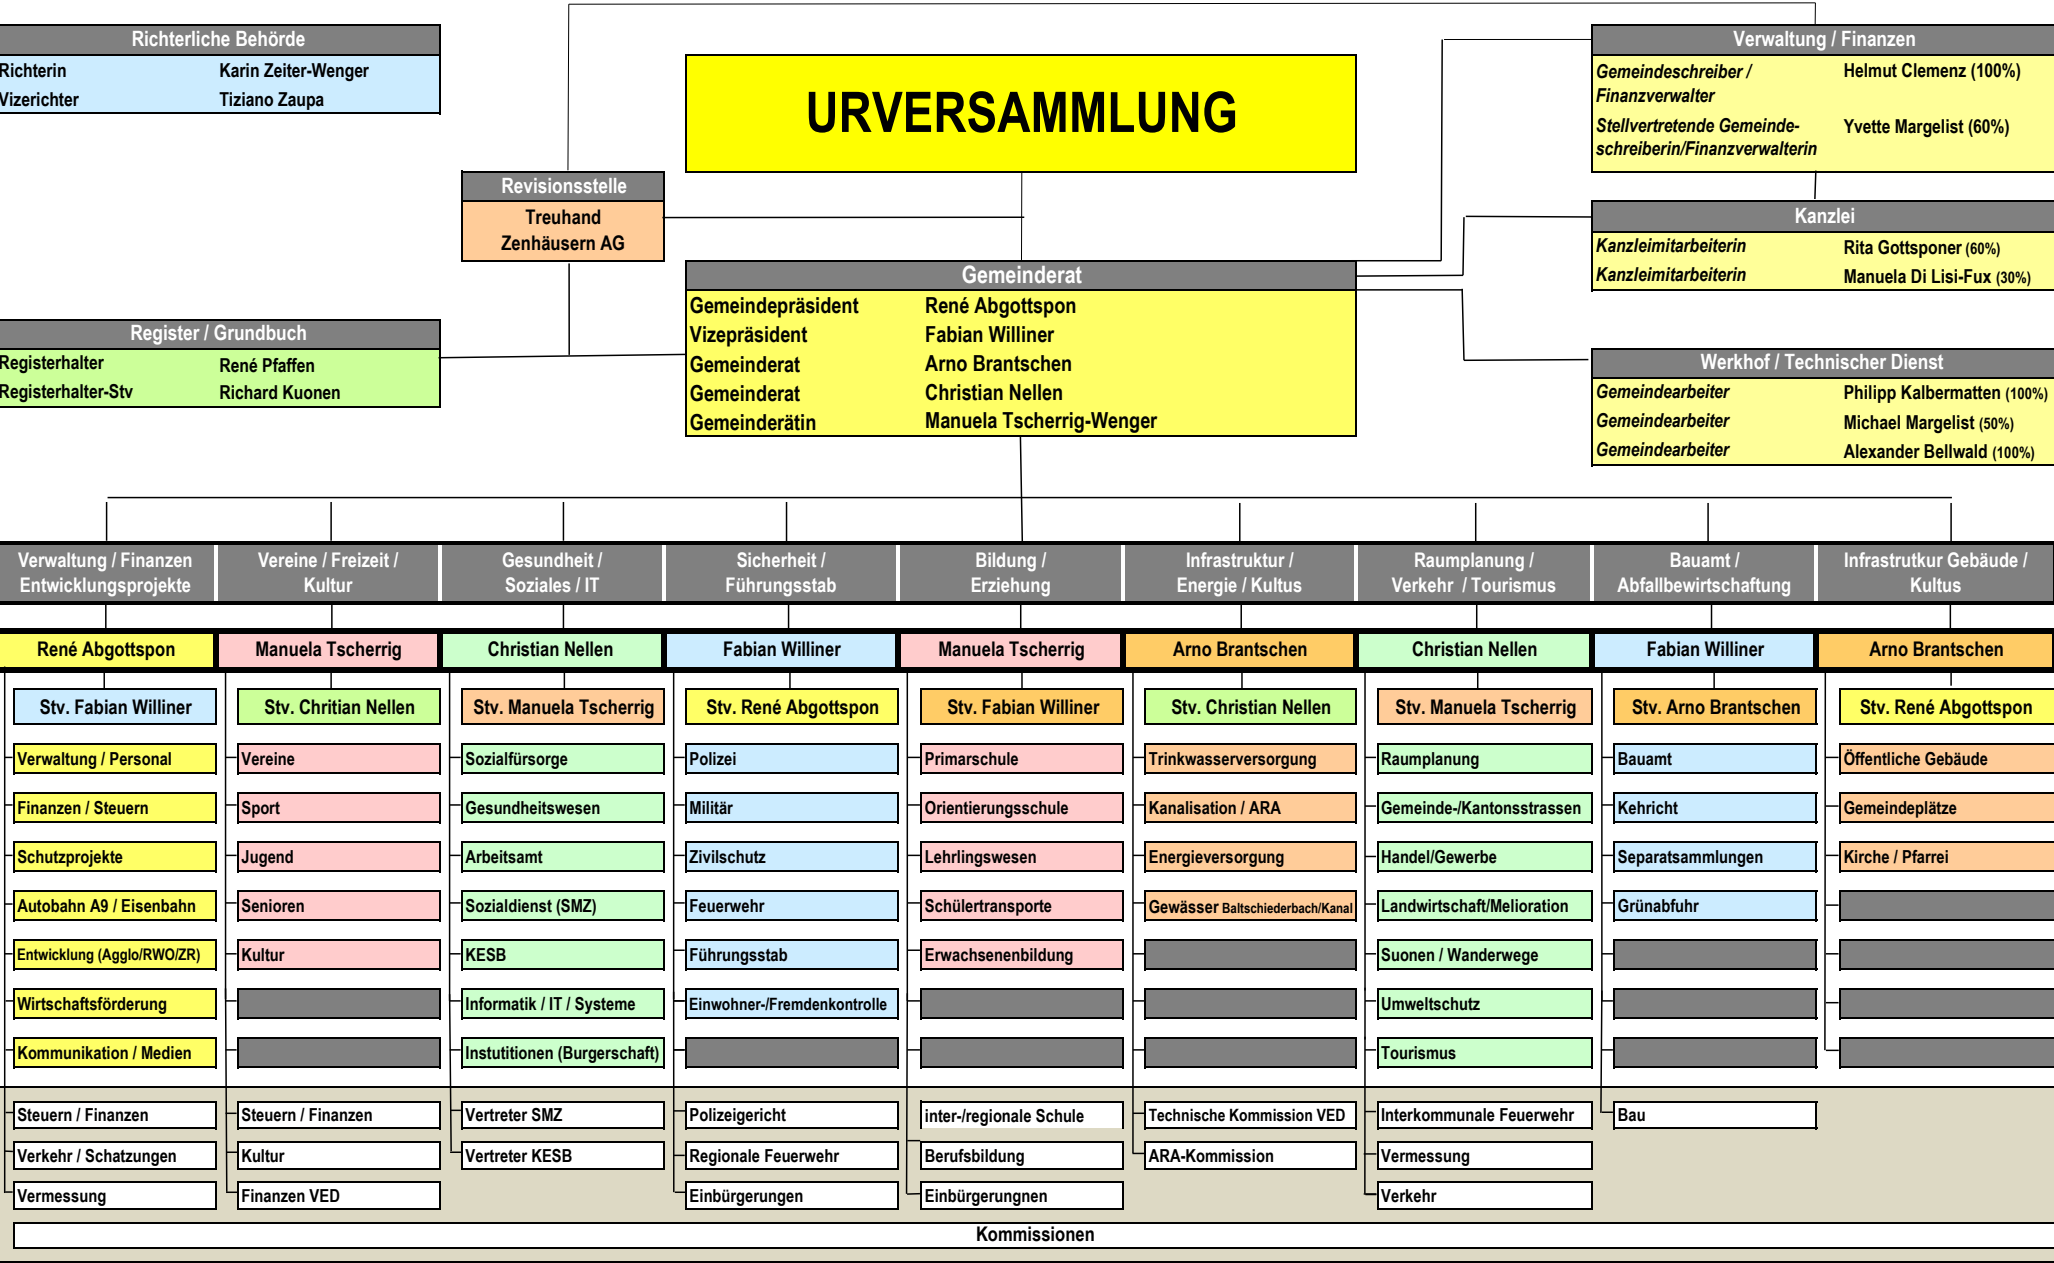 Richterliche Behörde
Richterin Karin Zeiter-Wenger
Vizerichter Tiziano Zaupa
URVERSAMMLUNG
Verwaltung / Finanzen
Gemeindeschreiber / Helmut Clemenz (100%)
Finanzverwalter
Stellvertretende Gemeinde- Yvette Margelist (60%)
schreiberin/Finanzverwalterin
Revisionsstelle
Treuhand
Zenhäusern AG
Kanzlei
Kanzleimitarbeiterin Rita Gottsponer (60%)
Kanzleimitarbeiterin Manuela Di Lisi-Fux (30%)
Gemeinderat
Gemeindepräsident René Abgottspon
Vizepräsident Fabian Williner
Gemeinderat Arno Brantschen
Gemeinderat Christian Nellen
Gemeinderätin Manuela Tscherrig-Wenger
Register / Grundbuch
Registerhalter René Pfaffen
Registerhalter-Stv Richard Kuonen
Werkhof / Technischer Dienst
Gemeindearbeiter Philipp Kalbermatten (100%)
Gemeindearbeiter Michael Margelist (50%)
Gemeindearbeiter Alexander Bellwald (100%)
Verwaltung / Finanzen
Entwicklungsprojekte
René Abgottspon
Stv. Fabian Williner
Verwaltung / Personal
Finanzen / Steuern
Schutzprojekte
Autobahn A9 / Eisenbahn
Entwicklung (Agglo/RWO/ZR)
Wirtschaftsförderung
Kommunikation / Medien
Steuern / Finanzen
Verkehr / Schatzungen
Vermessung
Vereine / Freizeit /
Kultur
Manuela Tscherrig
Stv. Chritian Nellen
Vereine
Sport
Jugend
Senioren
Kultur
Steuern / Finanzen
Kultur
Finanzen VED
Gesundheit /
Soziales / IT
Christian Nellen
Stv. Manuela Tscherrig
Sozialfürsorge
Gesundheitswesen
Arbeitsamt
Sozialdienst (SMZ)
KESB
Informatik / IT / Systeme
Instutitionen (Burgerschaft)
Vertreter SMZ
Vertreter KESB
Sicherheit /
Führungsstab
Fabian Williner
Stv. René Abgottspon
Polizei
Militär
Zivilschutz
Feuerwehr
Führungsstab
Einwohner-/Fremdenkontrolle
Polizeigericht
Regionale Feuerwehr
Einbürgerungen
Bildung /
Erziehung
Manuela Tscherrig
Stv. Fabian Williner
Primarschule
Orientierungsschule
Lehrlingswesen
Schülertransporte
Erwachsenenbildung
inter-/regionale Schule
Berufsbildung
Einbürgerungnen
Infrastruktur /
Energie / Kultus
Arno Brantschen
Stv. Christian Nellen
Trinkwasserversorgung
Kanalisation / ARA
Energieversorgung
Gewässer Baltschiederbach/Kanal
Technische Kommission VED
ARA-Kommission
Raumplanung /
Verkehr / Tourismus
Christian Nellen
Stv. Manuela Tscherrig
Raumplanung
Gemeinde-/Kantonsstrassen
Handel/Gewerbe
Landwirtschaft/Melioration
Suonen / Wanderwege
Umweltschutz
Tourismus
Interkommunale Feuerwehr
Vermessung
Verkehr
Bauamt /
Abfallbewirtschaftung
Fabian Williner
Stv. Arno Brantschen
Bauamt
Kehricht
Separatsammlungen
Grünabfuhr
Bau
Infrastrutkur Gebäude /
Kultus
Arno Brantschen
Stv. René Abgottspon
Öffentliche Gebäude
Gemeindeplätze
Kirche / Pfarrei
Kommissionen